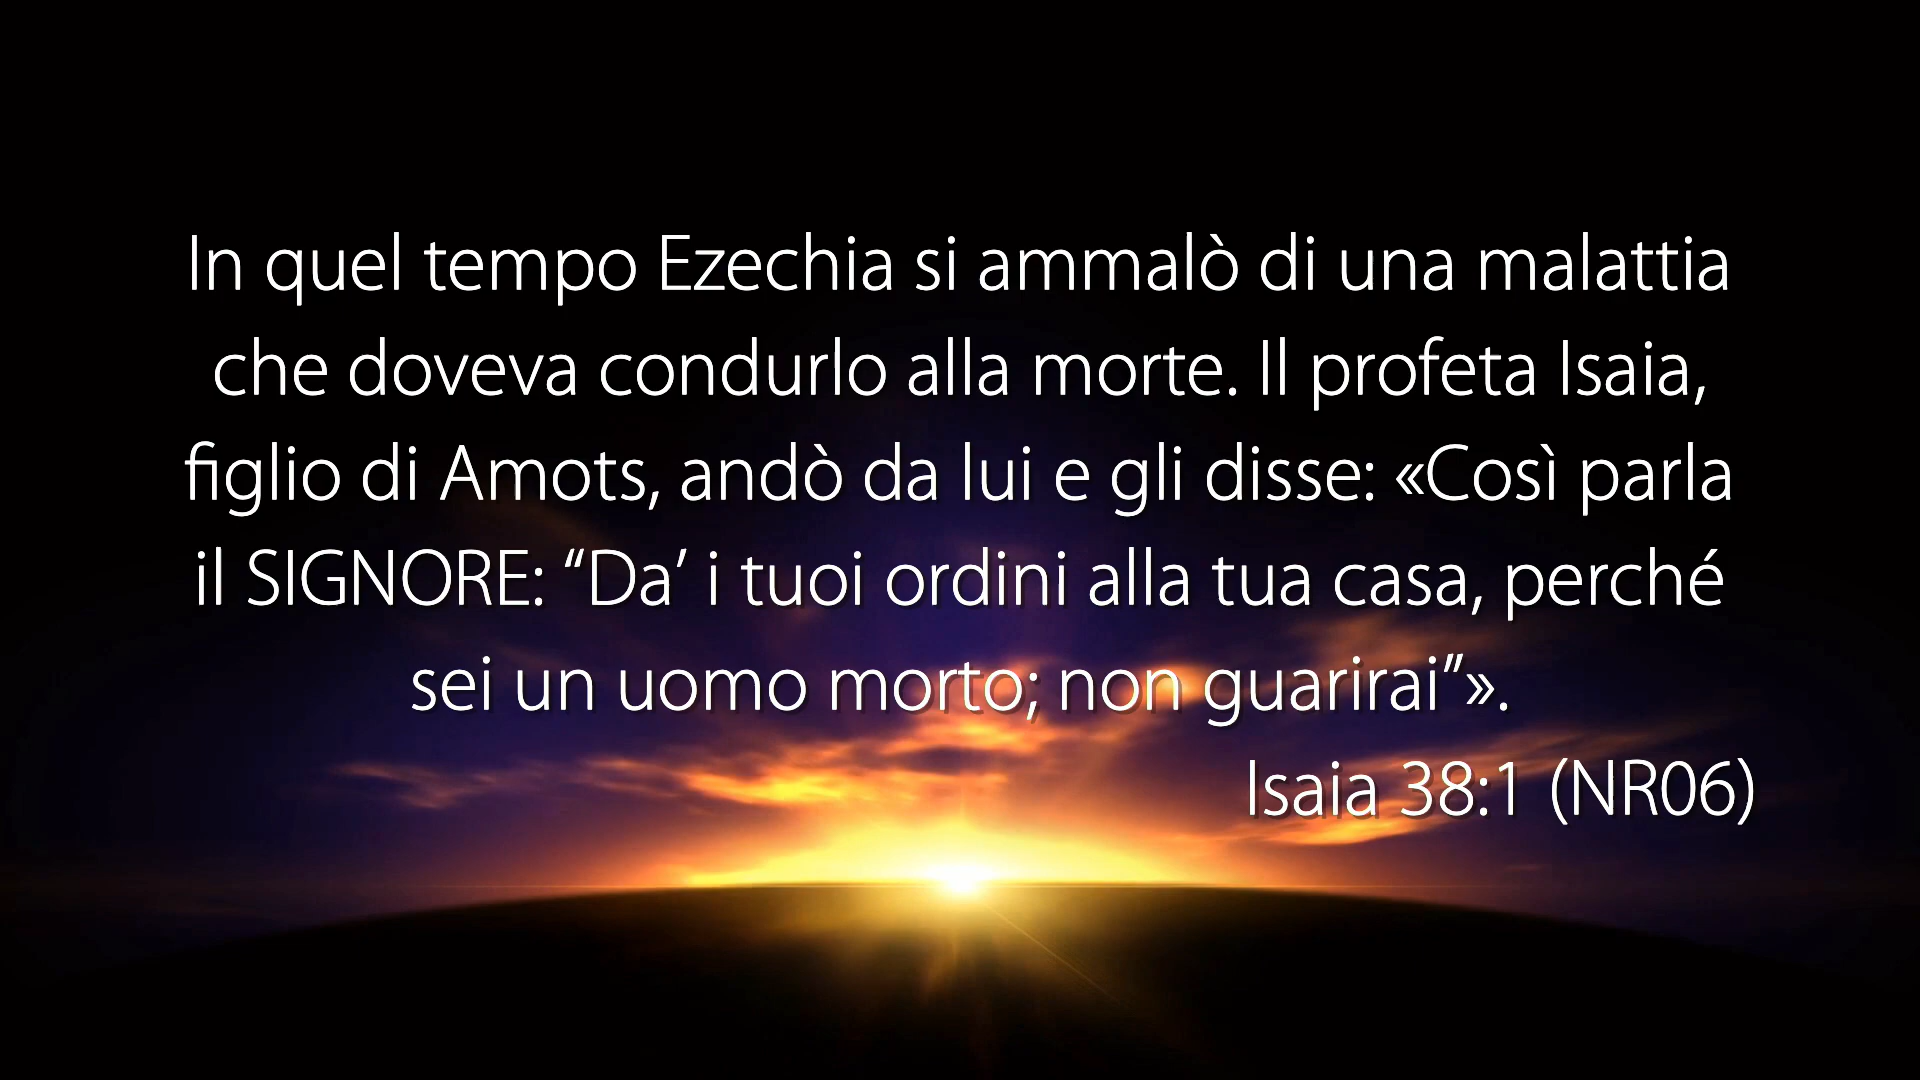 In quel tempo Ezechia si ammalò di una malattia
che doveva condurlo alla morte. Il profeta Isaia,
figlio di Amots, andò da lui e gli disse: «Così parla
il SIGNORE: “Da’ i tuoi ordini alla tua casa, perché
sei un uomo morto; non guarirai”».
Isaia 38:1 (NR06)